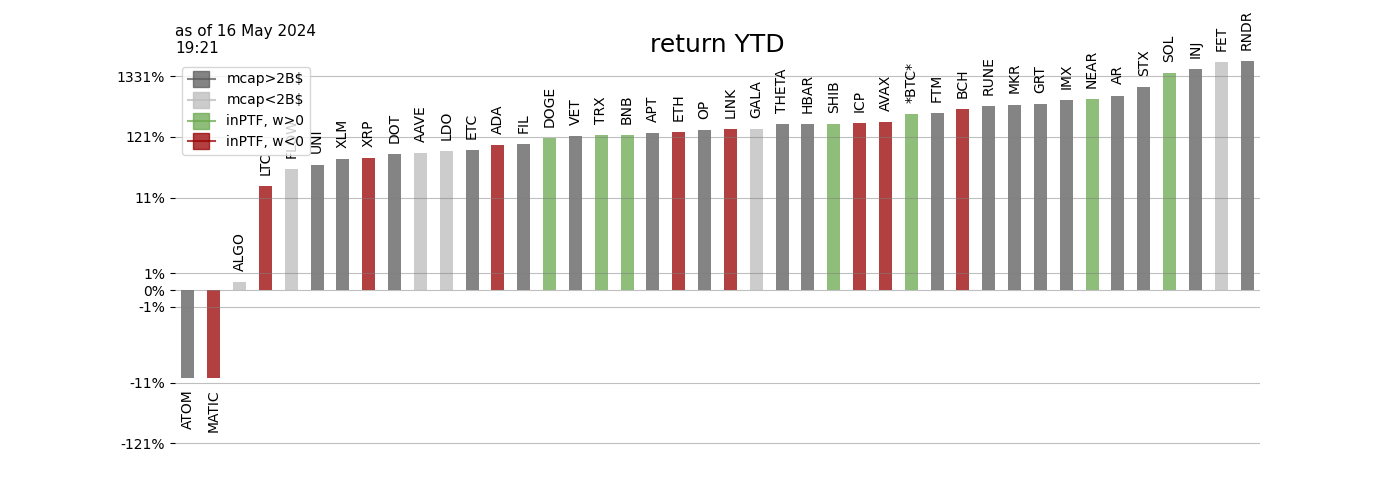 as of 16 May 2024
19:21
return YTD
mcap>2B$
mcap<2B$
inPTF, w>0
inPTF, w<0
1331%
121%
11%
1%
0%
-1%
-11%
-121%
ATOM
MATIC
ALGO
LTC
UNI
XLM
XRP
DOT
AAVE
LDO
ETC
ADA
FIL
DOGE
VET
TRX
BNB
APT
ETH
OP
LINK
GALA
THETA
HBAR
SHIB
ICP
AVAX
*BTC*
FTM
BCH
RUNE
MKR
GRT
IMX
NEAR
AR
STX
SOL
INJ
FET
RNDR